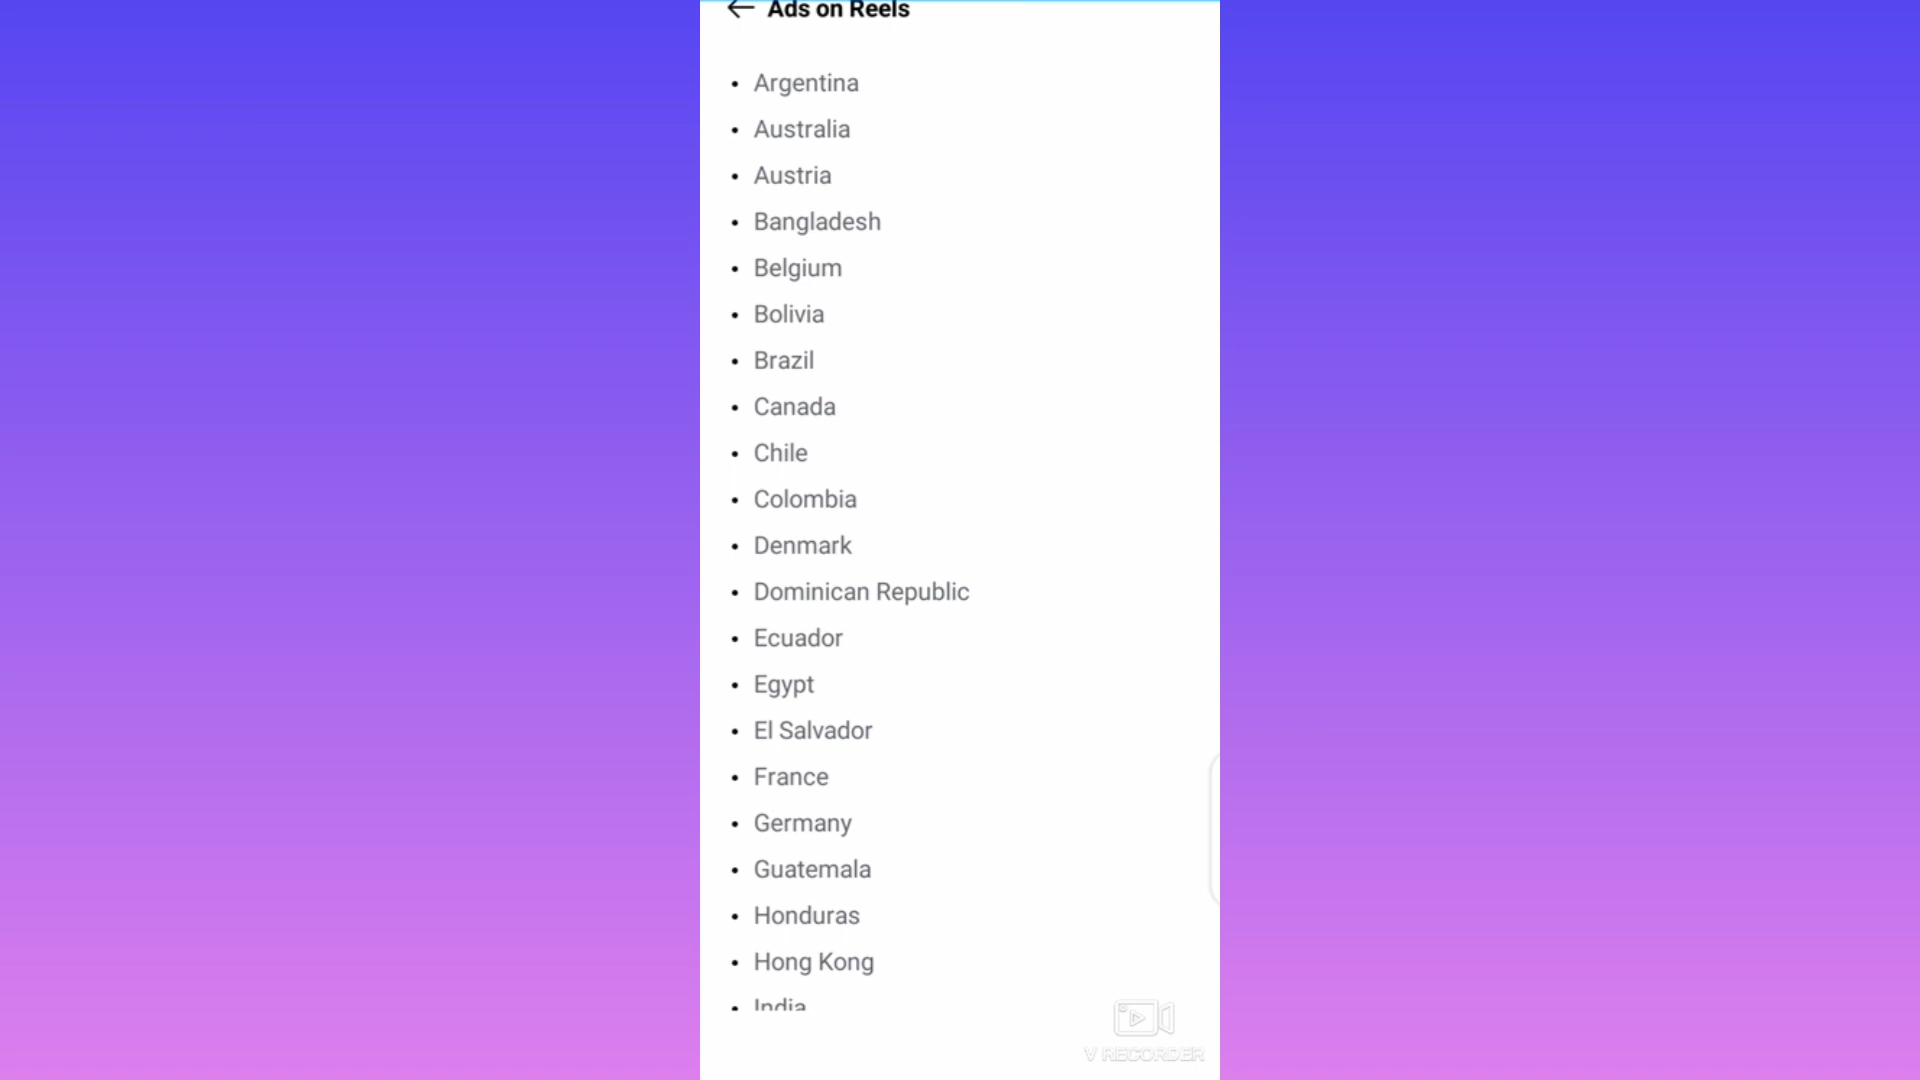 ← Ads on Reels
• Argentina
• Australia
• Austria
• Bangladesh
• Belgium
• Bolivia
• Brazil
• Canada
• Chile
• Colombia
• Denmark
• Dominican Republic
• Ecuador
• Egypt
• El Salvador
• France
• Germany
• Guatemala
• Honduras
• Hong Kong
• India
V RECORDER